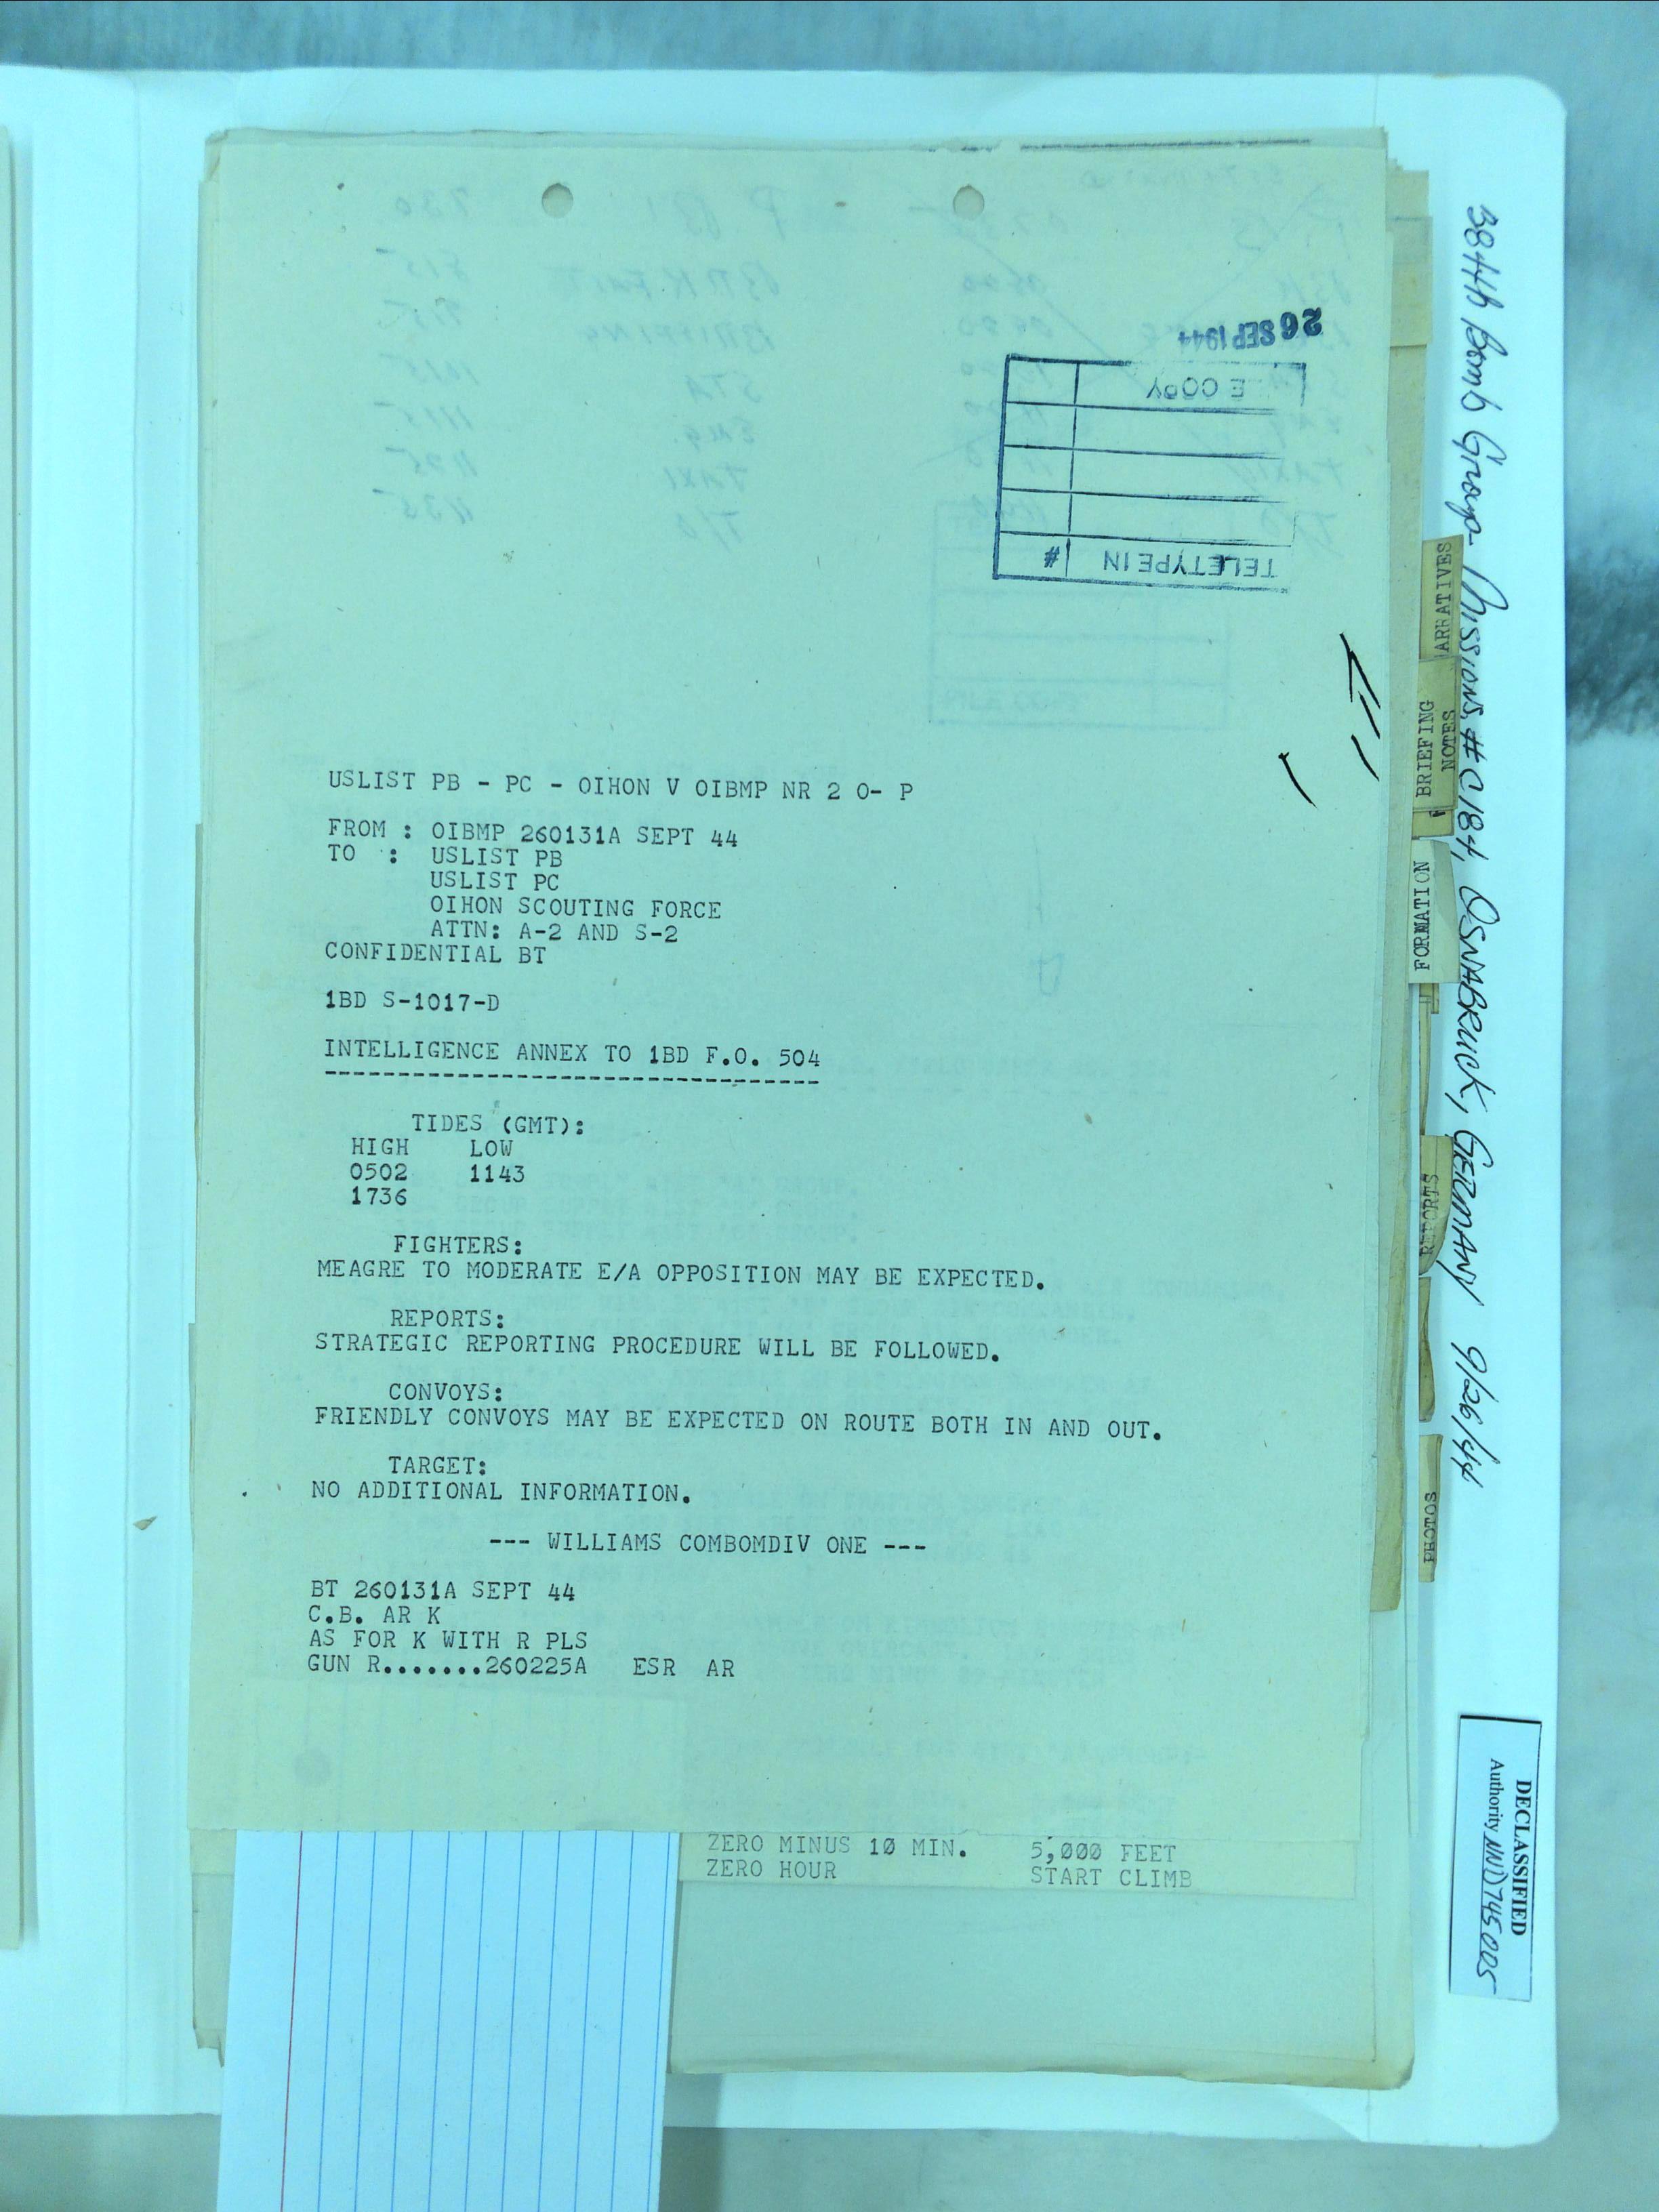 26 SEP 1944
E COPY
TELETYPE IN #
USLIST PB - PC - OIHON V OIBMP NR 2 O- P
FROM : OIBMP 260131A SEPT 44
TO : USLIST PB
USLIST PC
OIHON SCOUTING FORCE
ATTN: A-2 AND S-2
CONFIDENTIAL BT
1BD S-1017-D
INTELLIGENCE ANNEX TO 1BD F.O. 504
----------------------------------
TIDES (GMT):
HIGH LOW
0502 1143
1736
FIGHTERS:
MEAGRE TO MODERATE E/A OPPOSITION MAY BE EXPECTED.
REPORTS:
STRATEGIC REPORTING PROCEDURE WILL BE FOLLOWED.
CONVOYS:
FRIENDLY CONVOYS MAY BE EXPECTED ON ROUTE BOTH IN AND OUT.
TARGET:
NO ADDITIONAL INFORMATION.
--- WILLIAMS COMBOMDIV ONE ---
BT 260131A SEPT 44
C.B. AR K
AS FOR K WITH R PLS
GUN R.......260225A ESR AR
ZERO MINUS 10 MIN. 5,000 FEET
ZERO HOUR START CLIMB
ARRATIVES
BRIEFING
NOTES
FORMATION
REPORTS
PHOTOS
384th Bomb Group - Missions, #C184, OSNABRUCK, GERMANY 9/26/44
DECLASSIFIED
Authority NND 745005